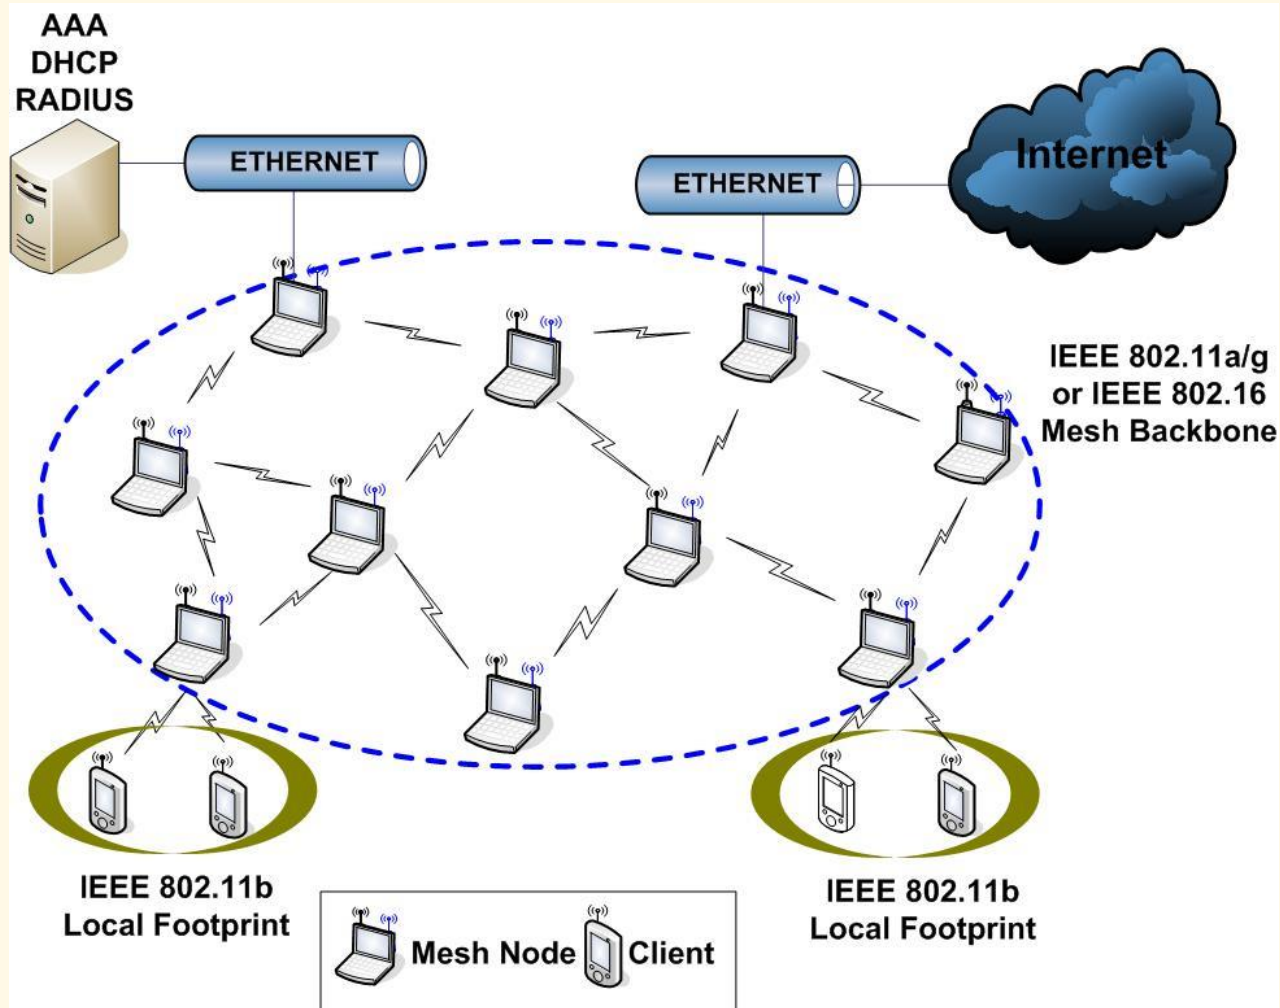 AAA
DHCP
RADIUS
ETHERNET
ETHERNET
Internet
IEEE 802.11a/g
or IEEE 802.16
Mesh Backbone
IEEE 802.11b
Local Footprint
IEEE 802.11b
Local Footprint
Mesh Node
Client